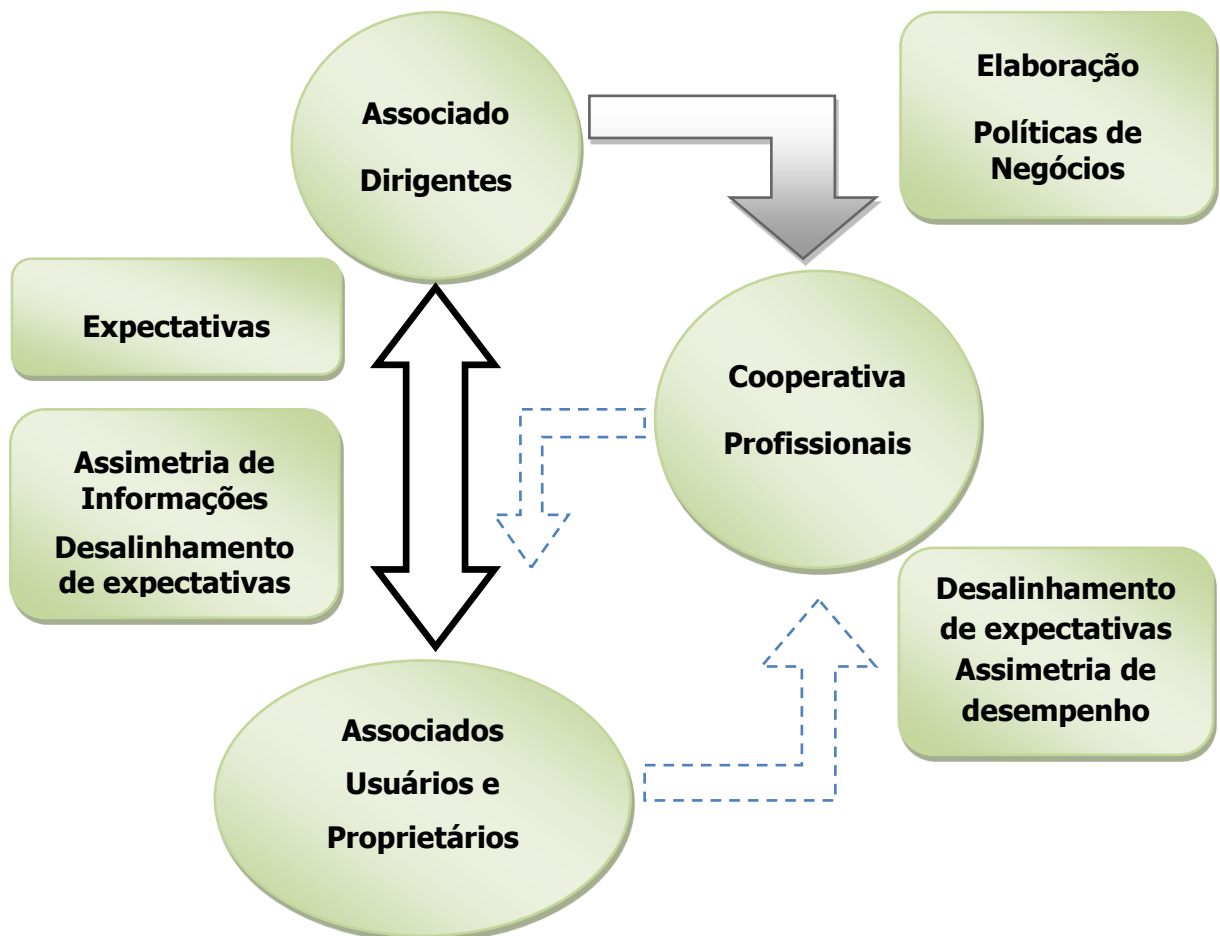 Associado
Dirigentes
Elaboração
Políticas de
Negócios
Expectativas
Cooperativa
Profissionais
Assimetria de
Informações
Desalinhamento
de expectativas
Desalinhamento
de expectativas
Assimetria de
desempenho
Associados
Usuários e
Proprietários